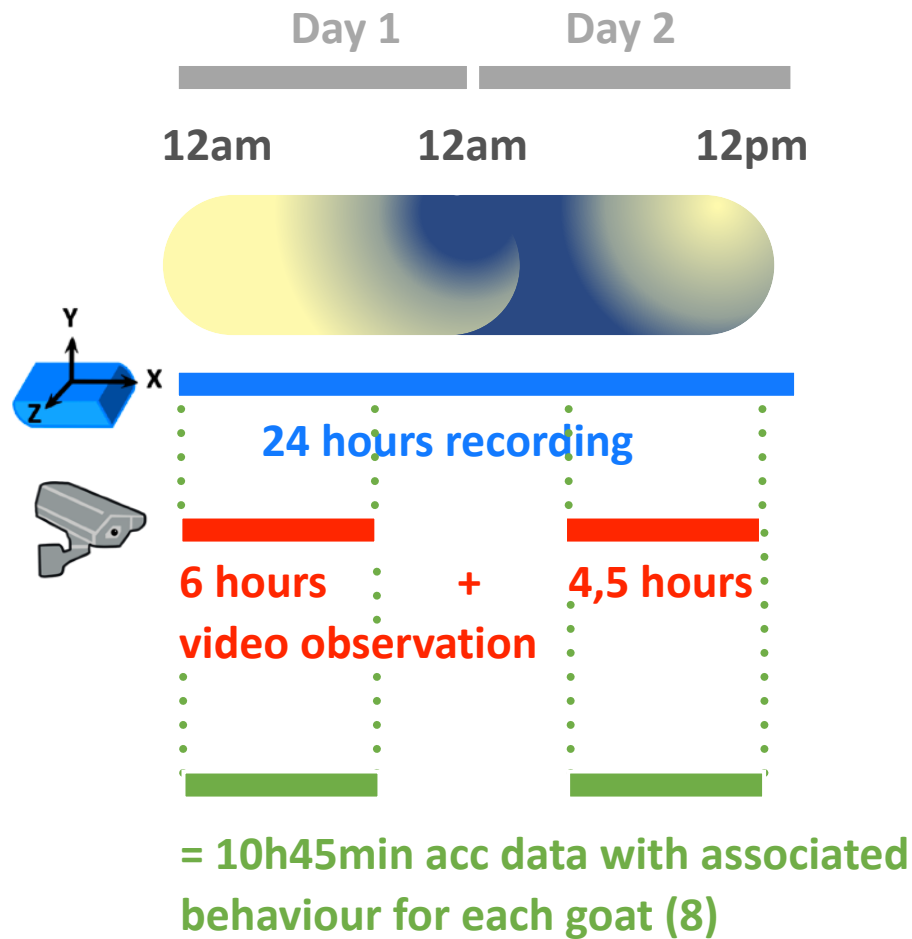 Day 1 Day 2
12am 12am 12pm
Y
X
Z
24 hours recording
6 hours + 4,5 hours
video observation
= 10h45min acc data with associated
behaviour for each goat (8)